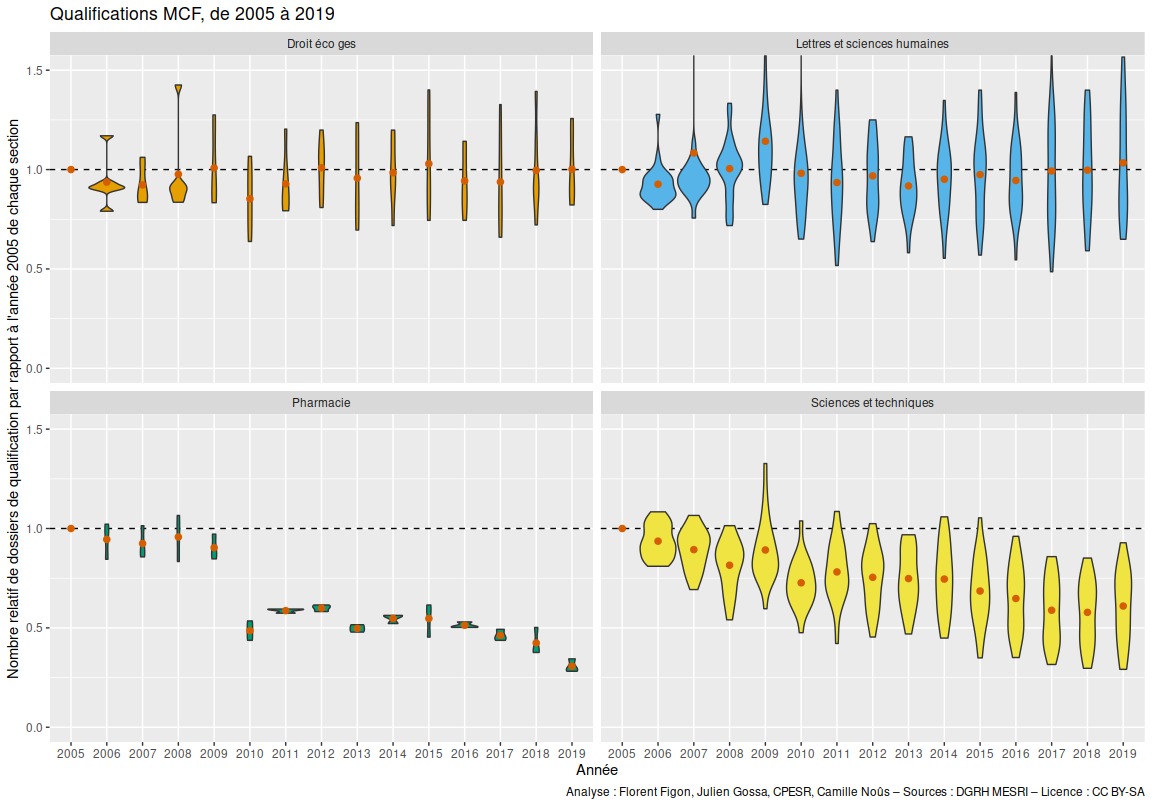 Qualifications MCF, de 2005 à 2019
Droit éco ges
Lettres et sciences humaines
1.5
1.0
0.5
0.0
Pharmacie
Sciences et techniques
1.5
1.0
0.5
0.0
Nombre relatif de dossiers de qualification par rapport à l'année 2005 de chaque section
2005 2006 2007 2008 2009 2010 2011 2012 2013 2014 2015 2016 2017 2018 2019
2005 2006 2007 2008 2009 2010 2011 2012 2013 2014 2015 2016 2017 2018 2019
Année
Analyse : Florent Figon, Julien Gossa, CPESR, Camille Noûs – Sources : DGRH MESRI – Licence : CC BY-SA